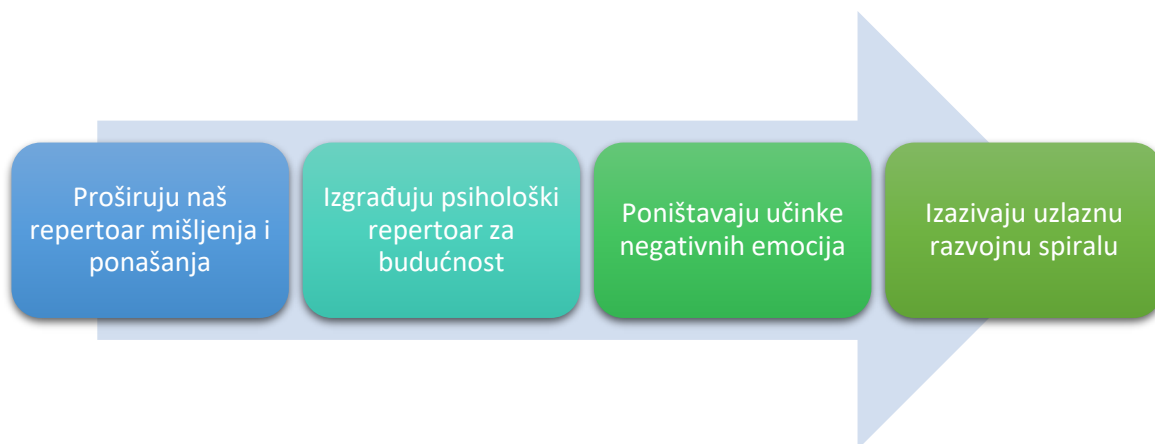 Proširuju naš
repertoar mišljenja i
ponašanja
Izgrađuju psihološki
repertoar za
budućnost
Poništavaju učinke
negativnih emocija
Izazivaju uzlaznu
razvojnu spiralu